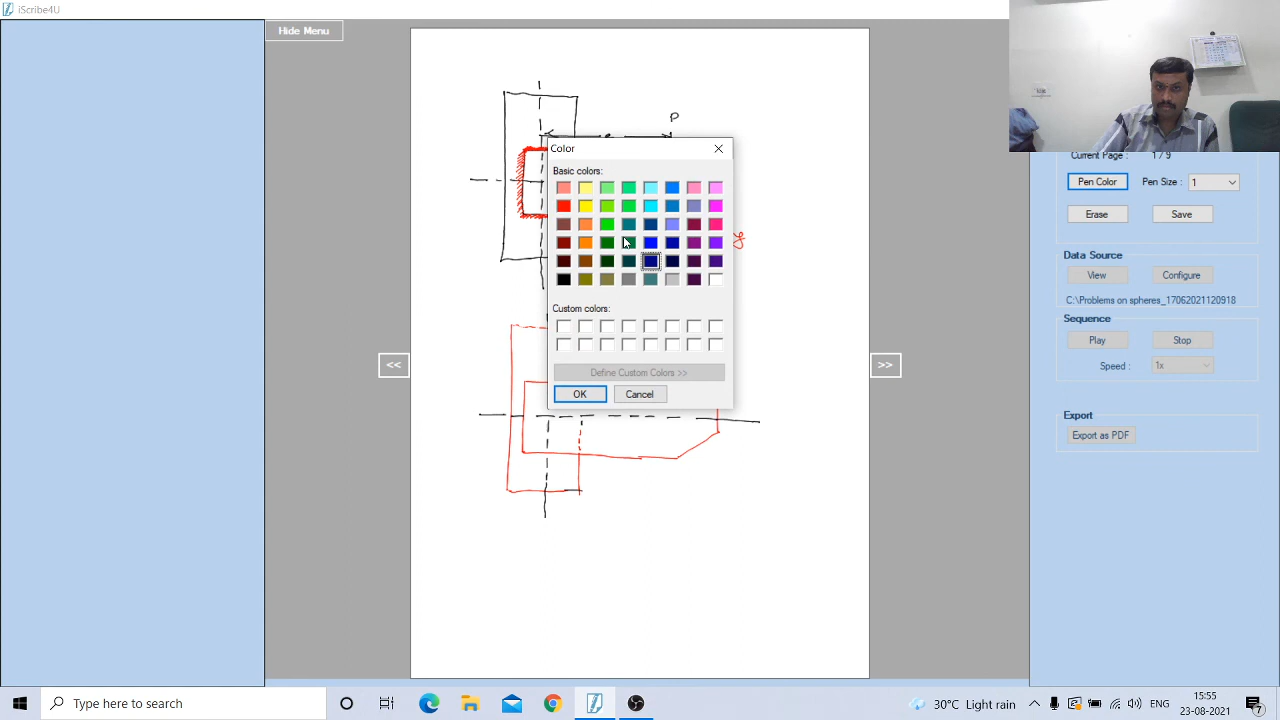 iScribe4U
Hide Menu
P
Color
Basic colors:
Custom colors:
Define Custom Colors >>
OK
Cancel
<<
>>
Current Page : 1 / 9
Pen Color
Pen Size : 1
Erase
Save
Data Source
View
Configure
C:\Problems on spheres_17062021120918
Sequence
Play
Stop
Speed : 1x
Export
Export as PDF
Type here to search
30°C Light rain
ENG
15:55
23-08-2021
7